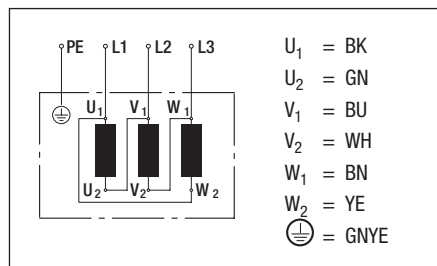 PE L1 L2 L3
U1 V1 W1
U2 V2 W2
U1 = BK
U2 = GN
V1 = BU
V2 = WH
W1 = BN
W2 = YE
= GNYE